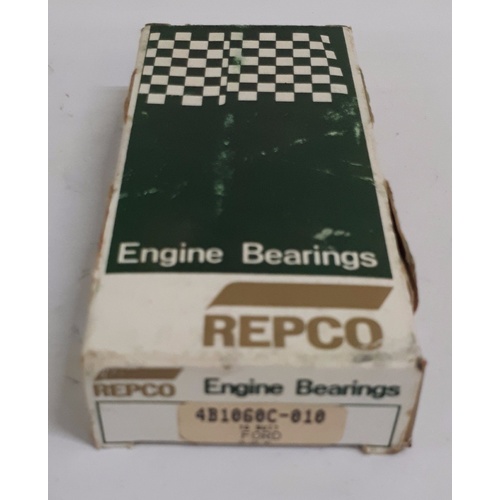 Engine Bearings
REPCO
REPCO Engine Bearings
4B1060C-010
FORD